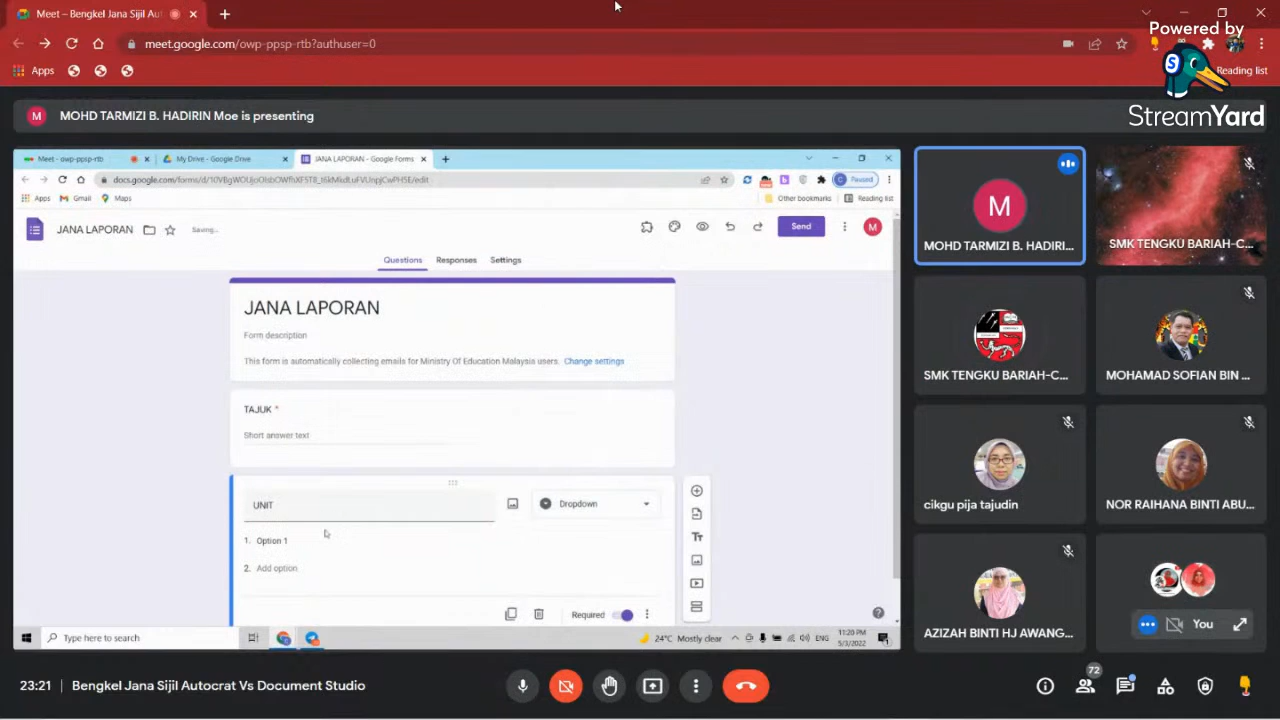 Meet – Bengkel Jana Sijil Aut
meet.google.com/owp-ppsp-rtb?authuser=0
Apps
Reading list
Powered by
S
StreamYard
M
MOHD TARMIZI B. HADIRIN Moe is presenting
Meet - owp-ppsp-rtb
My Drive - Google Drive
JANA LAPORAN - Google Forms
Paused
Apps
Gmail
Maps
Other bookmarks
Reading list
JANA LAPORAN
Saving...
Send
M
Questions
Responses
Settings
JANA LAPORAN
Form description
This form is automatically collecting emails for Ministry Of Education Malaysia users. Change settings
TAJUK *
Short answer text
UNIT
Dropdown
1. Option 1
2. Add option
Required
Type here to search
24°C Mostly clear
ENG
11:20 PM
5/3/2022
M
MOHD TARMIZI B. HADIRI...
SMK TENGKU BARIAH-C...
SMK TENGKU BARIAH-C...
MOHAMAD SOFIAN BIN ...
cikgu pija tajudin
NOR RAIHANA BINTI ABU...
AZIZAH BINTI HJ AWANG...
You
23:21 | Bengkel Jana Sijil Autocrat Vs Document Studio
72